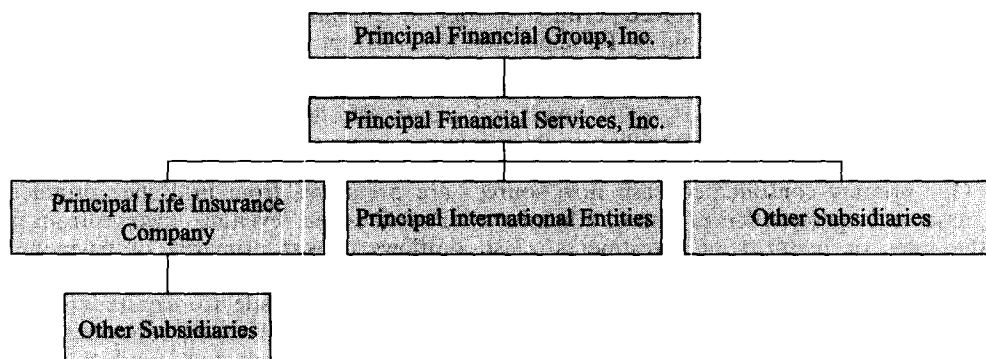 Principal Financial Group, Inc.
Principal Financial Services, Inc.
Principal Life Insurance
Company
Principal International Entities
Other Subsidiaries
Other Subsidiaries